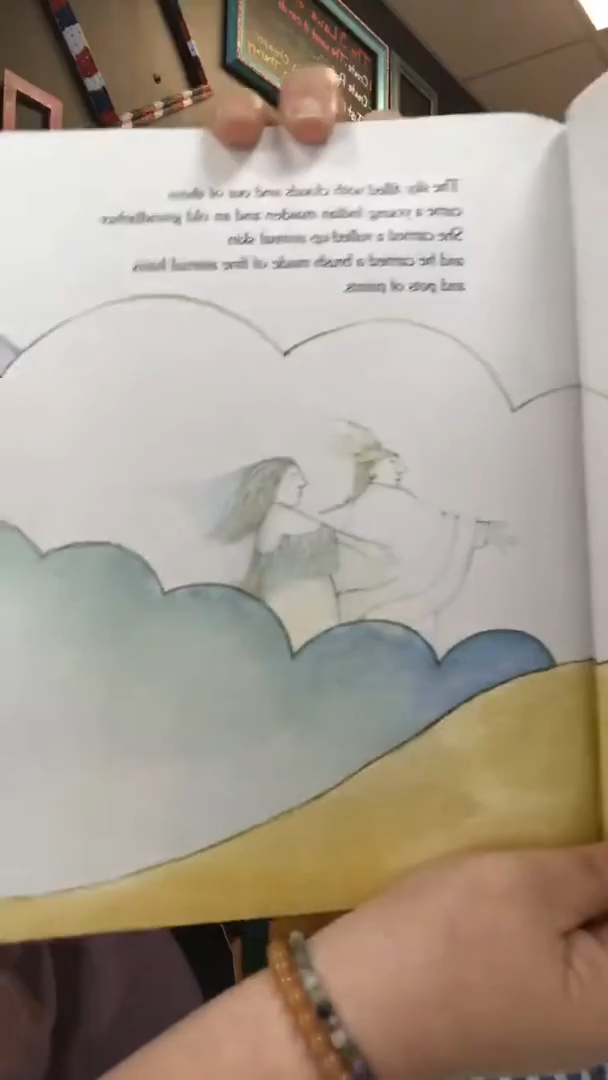 The sky filled with clouds and out of them
came a young Indian maiden and an old grandfather.
She carried a rolled-up animal skin
and he carried a brush made of fine animal hairs
and pots of paints.